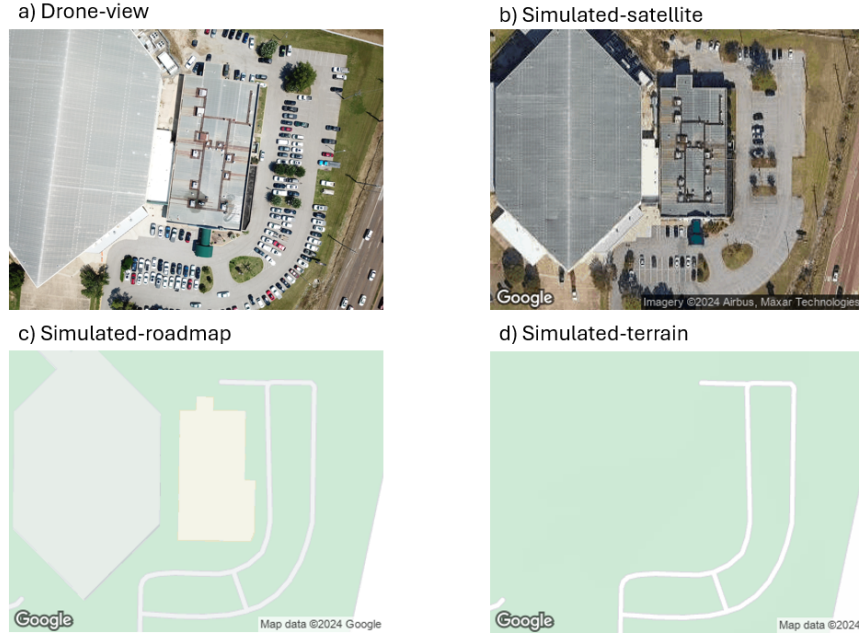 a) Drone-view
b) Simulated-satellite
Google
Imagery ©2024 Airbus, Maxar Technologies
c) Simulated-roadmap
d) Simulated-terrain
Google
Map data ©2024 Google
Google
Map data ©2024